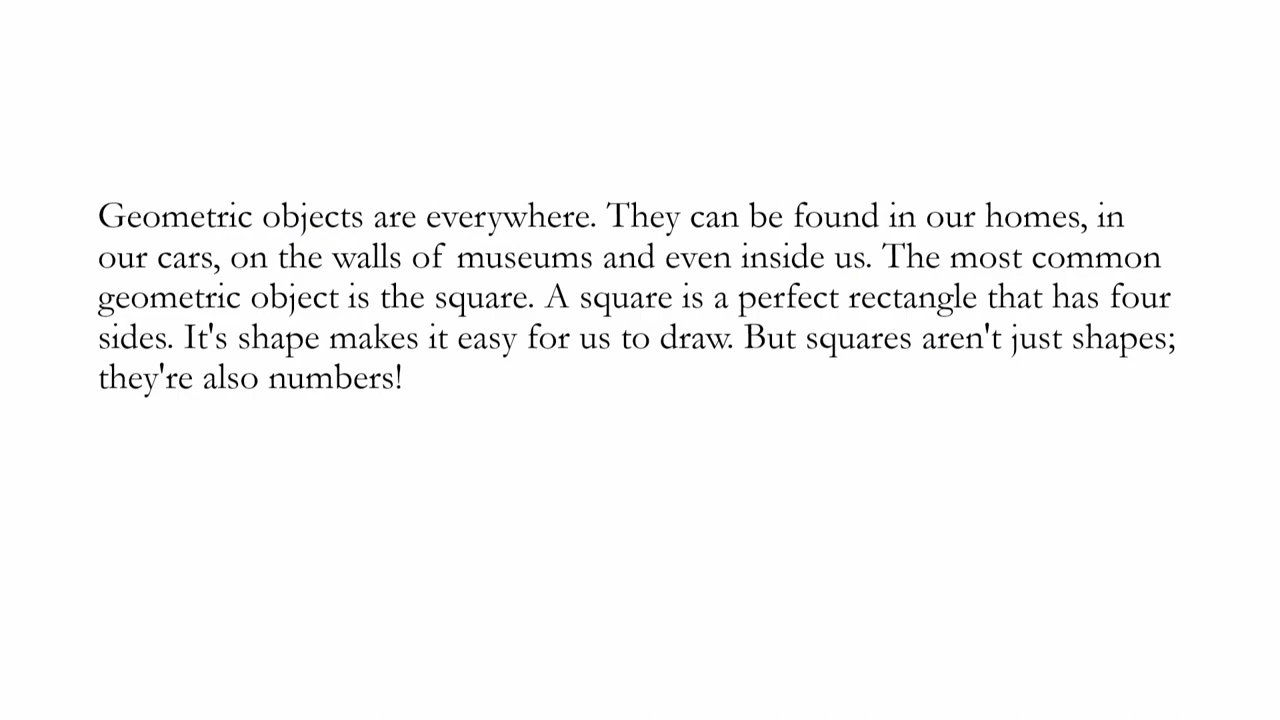 Geometric objects are everywhere. They can be found in our homes, in
our cars, on the walls of museums and even inside us. The most common
geometric object is the square. A square is a perfect rectangle that has four
sides. It's shape makes it easy for us to draw. But squares aren't just shapes;
they're also numbers!